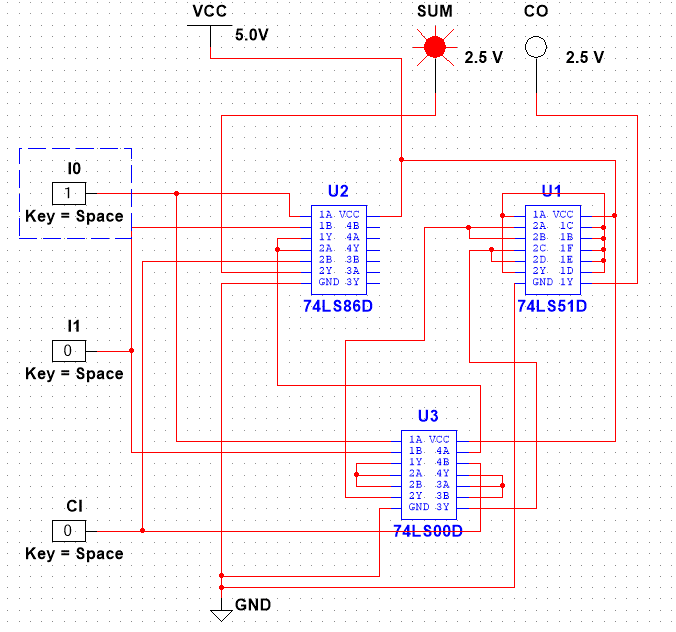 VCC
5.0V
SUM
2.5 V
CO
2.5 V
I0
1
Key = Space
U2
1A VCC
1B 4B
1Y 4A
2A 4Y
2B 3B
2Y 3A
GND 3Y
74LS86D
U1
1A VCC
2A 1C
2B 1B
2C 1F
2D 1E
2Y 1D
GND 1Y
74LS51D
I1
0
Key = Space
U3
1A VCC
1B 4A
1Y 4B
2A 4Y
2B 3A
2Y 3B
GND 3Y
74LS00D
CI
0
Key = Space
GND